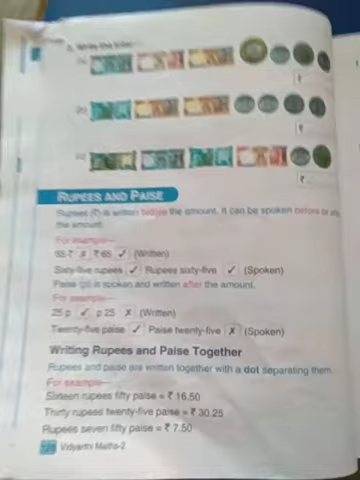 2. Write the total
(a)
₹
(b)
₹
(c)
₹
RUPEES AND PAISE
Rupees (₹) is written before the amount. It can be spoken before or
the amount.
For example—
65 ₹ ✗ ₹ 65 ✓ (Written)
Sixty-five rupees ✓ Rupees sixty-five ✓ (Spoken)
Paise (p) is spoken and written after the amount.
For example—
25 p ✓ p 25 ✗ (Written)
Twenty-five paise ✓ Paise twenty-five ✗ (Spoken)
Writing Rupees and Paise Together
Rupees and paise are written together with a dot separating them.
For example—
Sixteen rupees fifty paise = ₹ 16.50
Thirty rupees twenty-five paise = ₹ 30.25
Rupees seven fifty paise = ₹ 7.50
Vidyarthi Maths-2